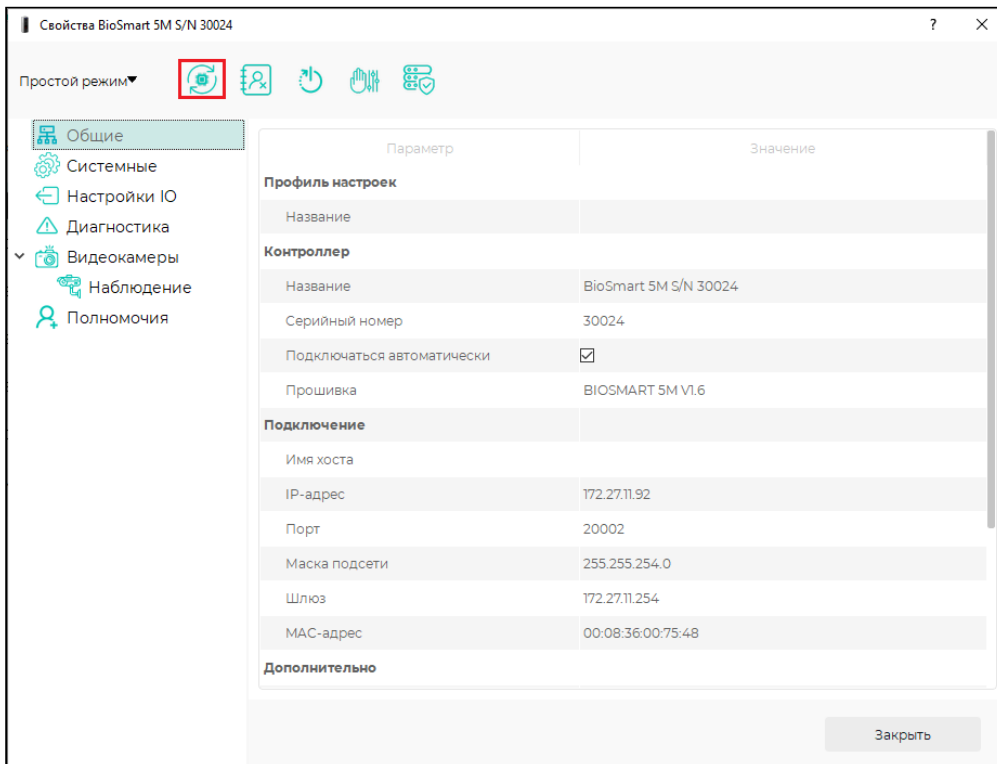 Свойства BioSmart 5M S/N 30024
?
Простой режим
Общие
Системные
Настройки IO
Диагностика
Видеокамеры
Наблюдение
Полномочия
Параметр Значение
Профиль настроек
Название
Контроллер
Название BioSmart 5M S/N 30024
Серийный номер 30024
Подключаться автоматически
Прошивка BIOSMART 5M V1.6
Подключение
Имя хоста
IP-адрес 172.27.11.92
Порт 20002
Маска подсети 255.255.254.0
Шлюз 172.27.11.254
MAC-адрес 00:08:36:00:75:48
Дополнительно
Закрыть